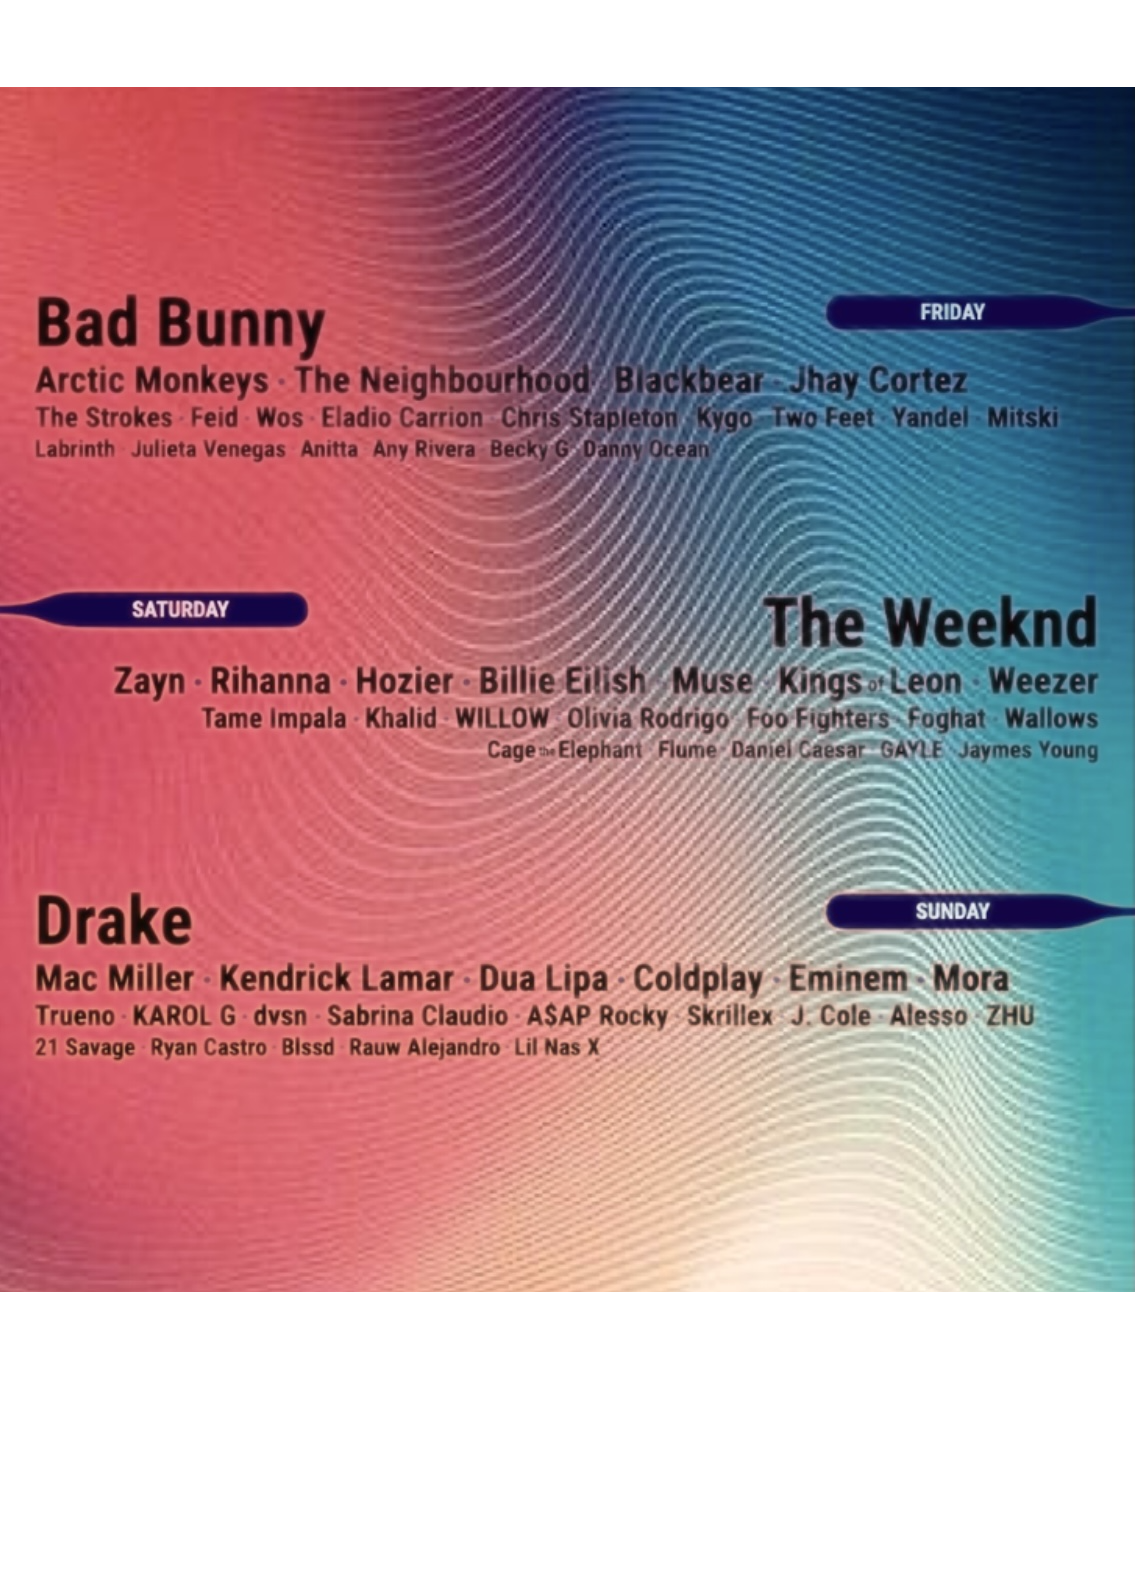 Bad Bunny
FRIDAY
Arctic Monkeys · The Neighbourhood · Blackbear · Jhay Cortez
The Strokes · Feid · Wos · Eladio Carrion · Chris Stapleton · Kygo · Two Feet · Yandel · Mitski
Labrinth · Julieta Venegas · Anitta · Any Rivera · Becky G · Danny Ocean
SATURDAY
The Weeknd
Zayn · Rihanna · Hozier · Billie Eilish · Muse · Kings of Leon · Weezer
Tame Impala · Khalid · WILLOW · Olivia Rodrigo · Foo Fighters · Foghat · Wallows
Cage the Elephant · Flume · Daniel Caesar · GAYLE · Jaymes Young
Drake
SUNDAY
Mac Miller · Kendrick Lamar · Dua Lipa · Coldplay · Eminem · Mora
Trueno · KAROL G · dvsn · Sabrina Claudio · A$AP Rocky · Skrillex · J. Cole · Alesso · ZHU
21 Savage · Ryan Castro · Blssd · Rauw Alejandro · Lil Nas X